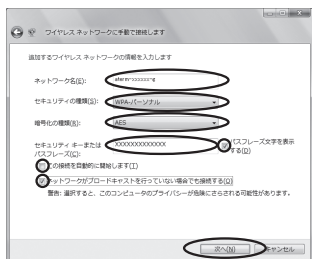 ワイヤレス ネットワークに手動で接続します
追加するワイヤレス ネットワークの情報を入力します
ネットワーク名(E):
aterm-xxxxxx-g
セキュリティの種類(S):
WPA-パーソナル
暗号化の種類(R):
AES
セキュリティ キーまたは
パスフレーズ(C):
XXXXXXXXXXXXX
パスフレーズ文字を表示
する(D)
この接続を自動的に開始します(T)
ネットワークがブロードキャストを行っていない場合でも接続する(O)
警告: 選択すると、このコンピュータのプライバシーが危険にさらされる可能性があります。
次へ(N)
キャンセル